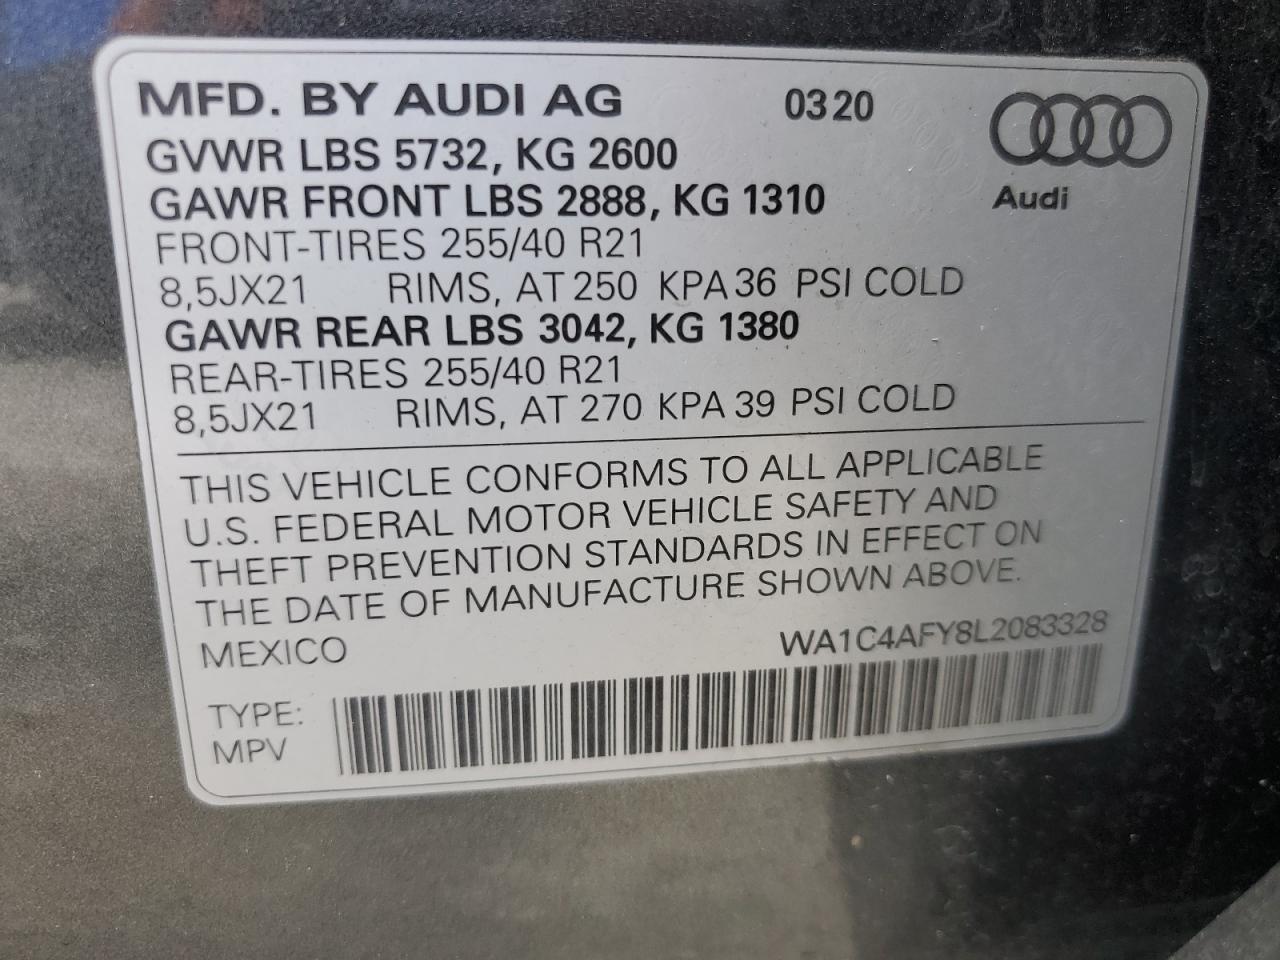 MFD. BY AUDI AG 03 20
GVWR LBS 5732, KG 2600
GAWR FRONT LBS 2888, KG 1310
Audi
FRONT-TIRES 255/40 R21
8,5JX21 RIMS, AT 250 KPA 36 PSI COLD
GAWR REAR LBS 3042, KG 1380
REAR-TIRES 255/40 R21
8,5JX21 RIMS, AT 270 KPA 39 PSI COLD
THIS VEHICLE CONFORMS TO ALL APPLICABLE
U.S. FEDERAL MOTOR VEHICLE SAFETY AND
THEFT PREVENTION STANDARDS IN EFFECT ON
THE DATE OF MANUFACTURE SHOWN ABOVE.
MEXICO WA1C4AFY8L2083328
TYPE:
MPV